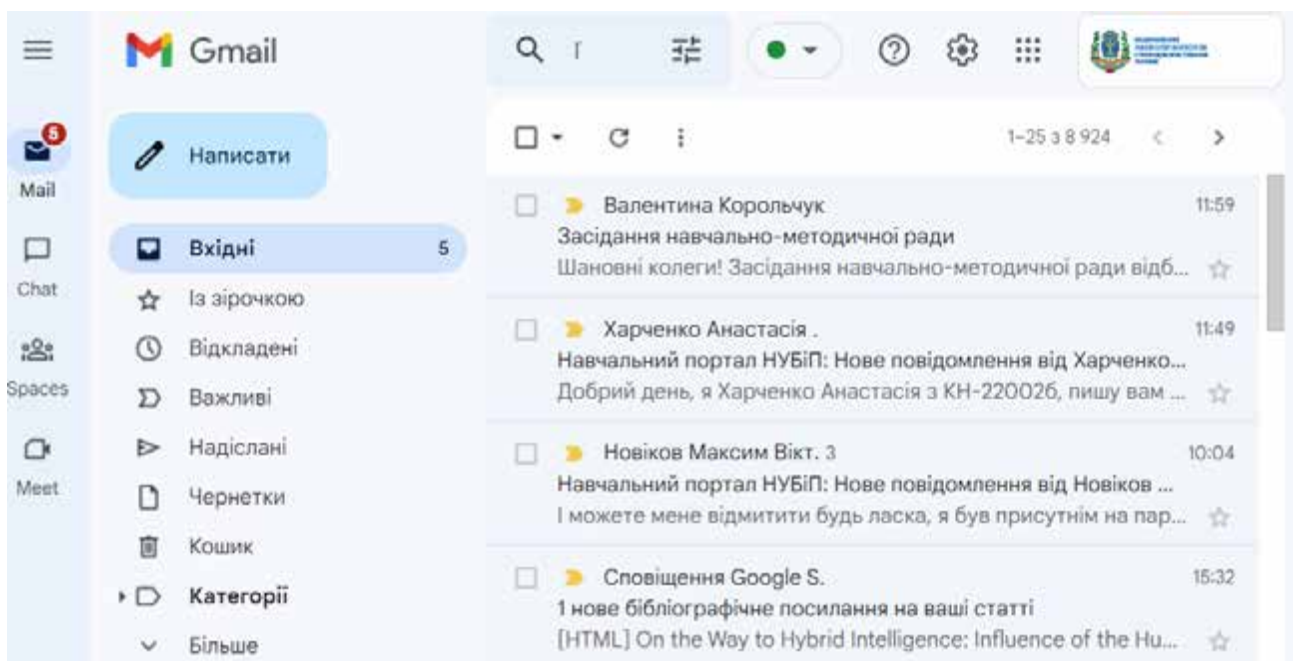 Gmail
5
Mail
Chat
Spaces
Meet
Написати
Вхідні 5
Із зірочкою
Відкладені
Важливі
Надіслані
Чернетки
Кошик
Категорії
Більше
1–25 з 8 924
Валентина Корольчук 11:59
Засідання навчально-методичної ради
Шановні колеги! Засідання навчально-методичної ради відб...
Харченко Анастасія . 11:49
Навчальний портал НУБіП: Нове повідомлення від Харченко...
Добрий день, я Харченко Анастасія з КН-22002б, пишу вам ...
Новіков Максим Вікт. 3 10:04
Навчальний портал НУБіП: Нове повідомлення від Новіков ...
І можете мене відмитити будь ласка, я був присутнім на пар...
Сповіщення Google S. 15:32
1 нове бібліографічне посилання на ваші статті
[HTML] On the Way to Hybrid Intelligence: Influence of the Hu...